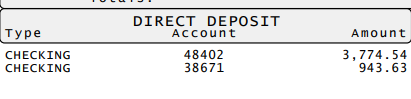 DIRECT DEPOSIT
Type Account Amount
CHECKING 48402 3,774.54
CHECKING 38671 943.63